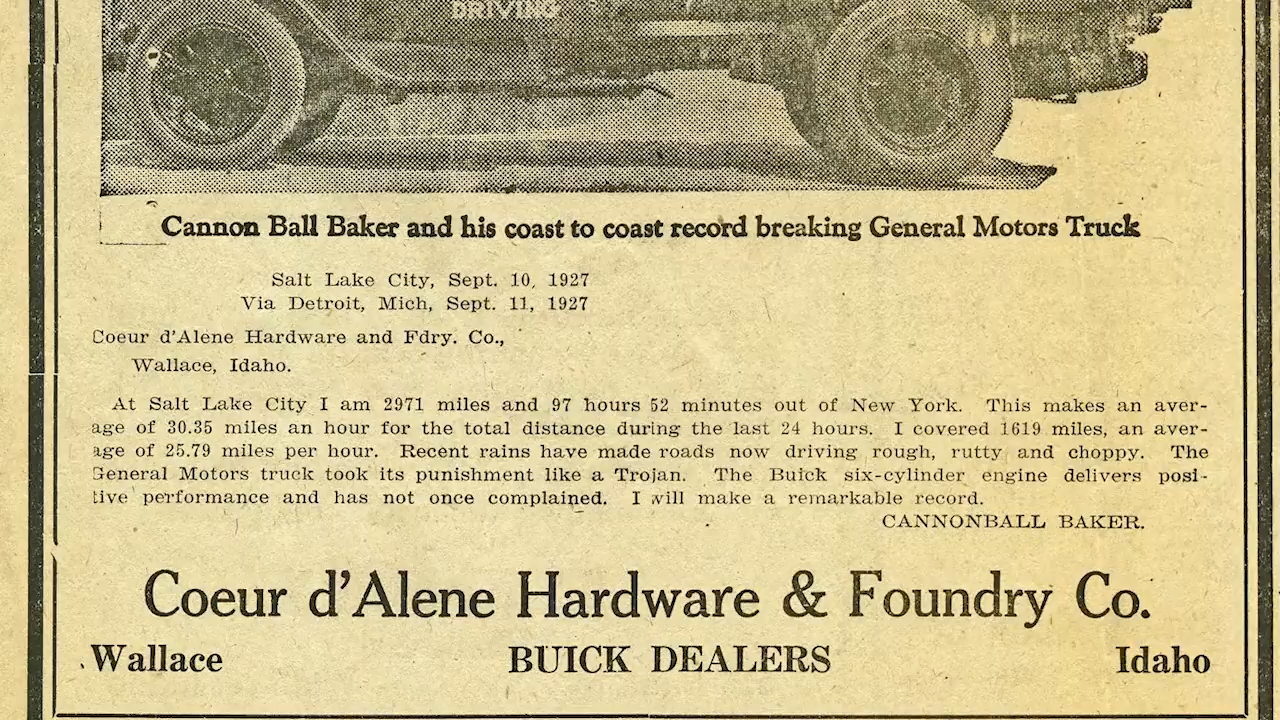 DRIVING
Cannon Ball Baker and his coast to coast record breaking General Motors Truck
Salt Lake City, Sept. 10, 1927
Via Detroit, Mich, Sept. 11, 1927
Coeur d'Alene Hardware and Fdry. Co.,
Wallace, Idaho.
At Salt Lake City I am 2971 miles and 97 hours 52 minutes out of New York. This makes an aver-
age of 30.35 miles an hour for the total distance during the last 24 hours. I covered 1619 miles, an aver-
age of 25.79 miles per hour. Recent rains have made roads now driving rough, rutty and choppy. The
General Motors truck took its punishment like a Trojan. The Buick six-cylinder engine delivers posi-
tive performance and has not once complained. I will make a remarkable record.
CANNONBALL BAKER.
Coeur d'Alene Hardware & Foundry Co.
Wallace BUICK DEALERS Idaho